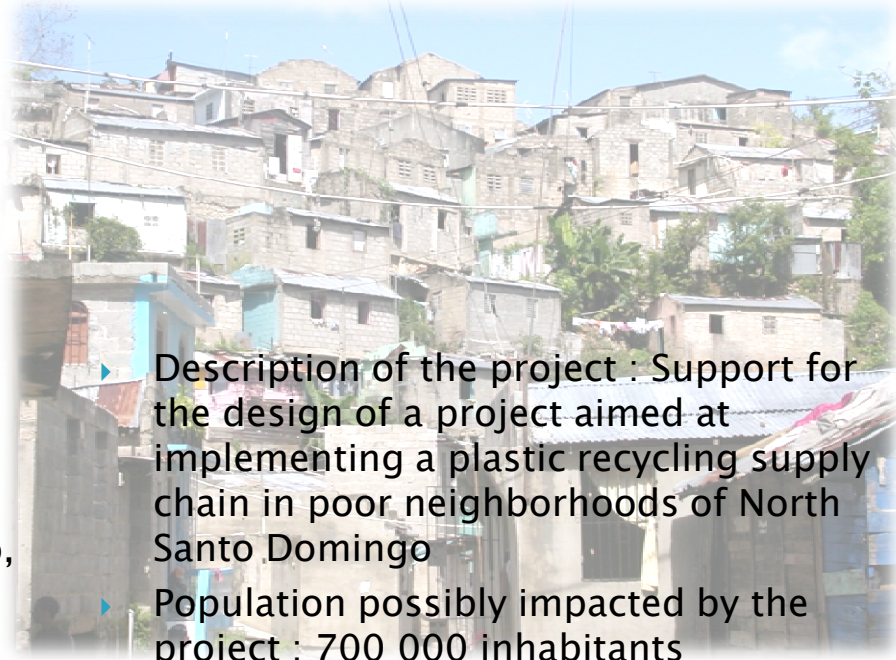 Description of the project : Support for
the design of a project aimed at
implementing a plastic recycling supply
chain in poor neighborhoods of North
Santo Domingo
Population possibly impacted by the
project : 700 000 inhabitants